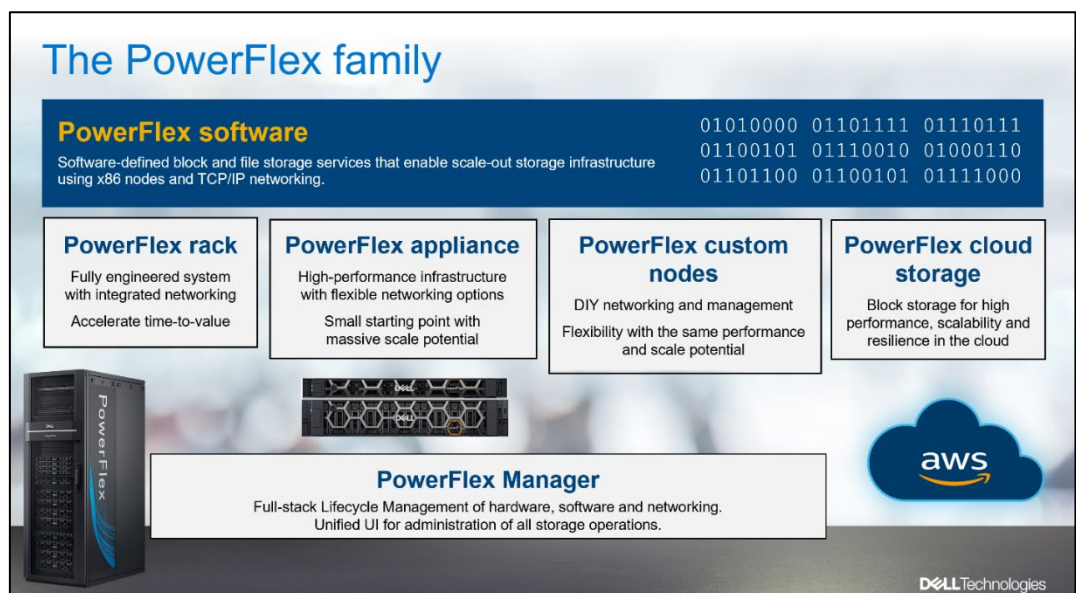 The PowerFlex family
PowerFlex software
Software-defined block and file storage services that enable scale-out storage infrastructure
using x86 nodes and TCP/IP networking.
01010000 01101111 01110111
01100101 01110010 01000110
01101100 01100101 01111000
PowerFlex rack
Fully engineered system
with integrated networking
Accelerate time-to-value
PowerFlex appliance
High-performance infrastructure
with flexible networking options
Small starting point with
massive scale potential
PowerFlex custom
nodes
DIY networking and management
Flexibility with the same performance
and scale potential
PowerFlex cloud
storage
Block storage for high
performance, scalability and
resilience in the cloud
PowerFlex
DELL
DELL
aws
PowerFlex Manager
Full-stack Lifecycle Management of hardware, software and networking.
Unified UI for administration of all storage operations.
DELLTechnologies